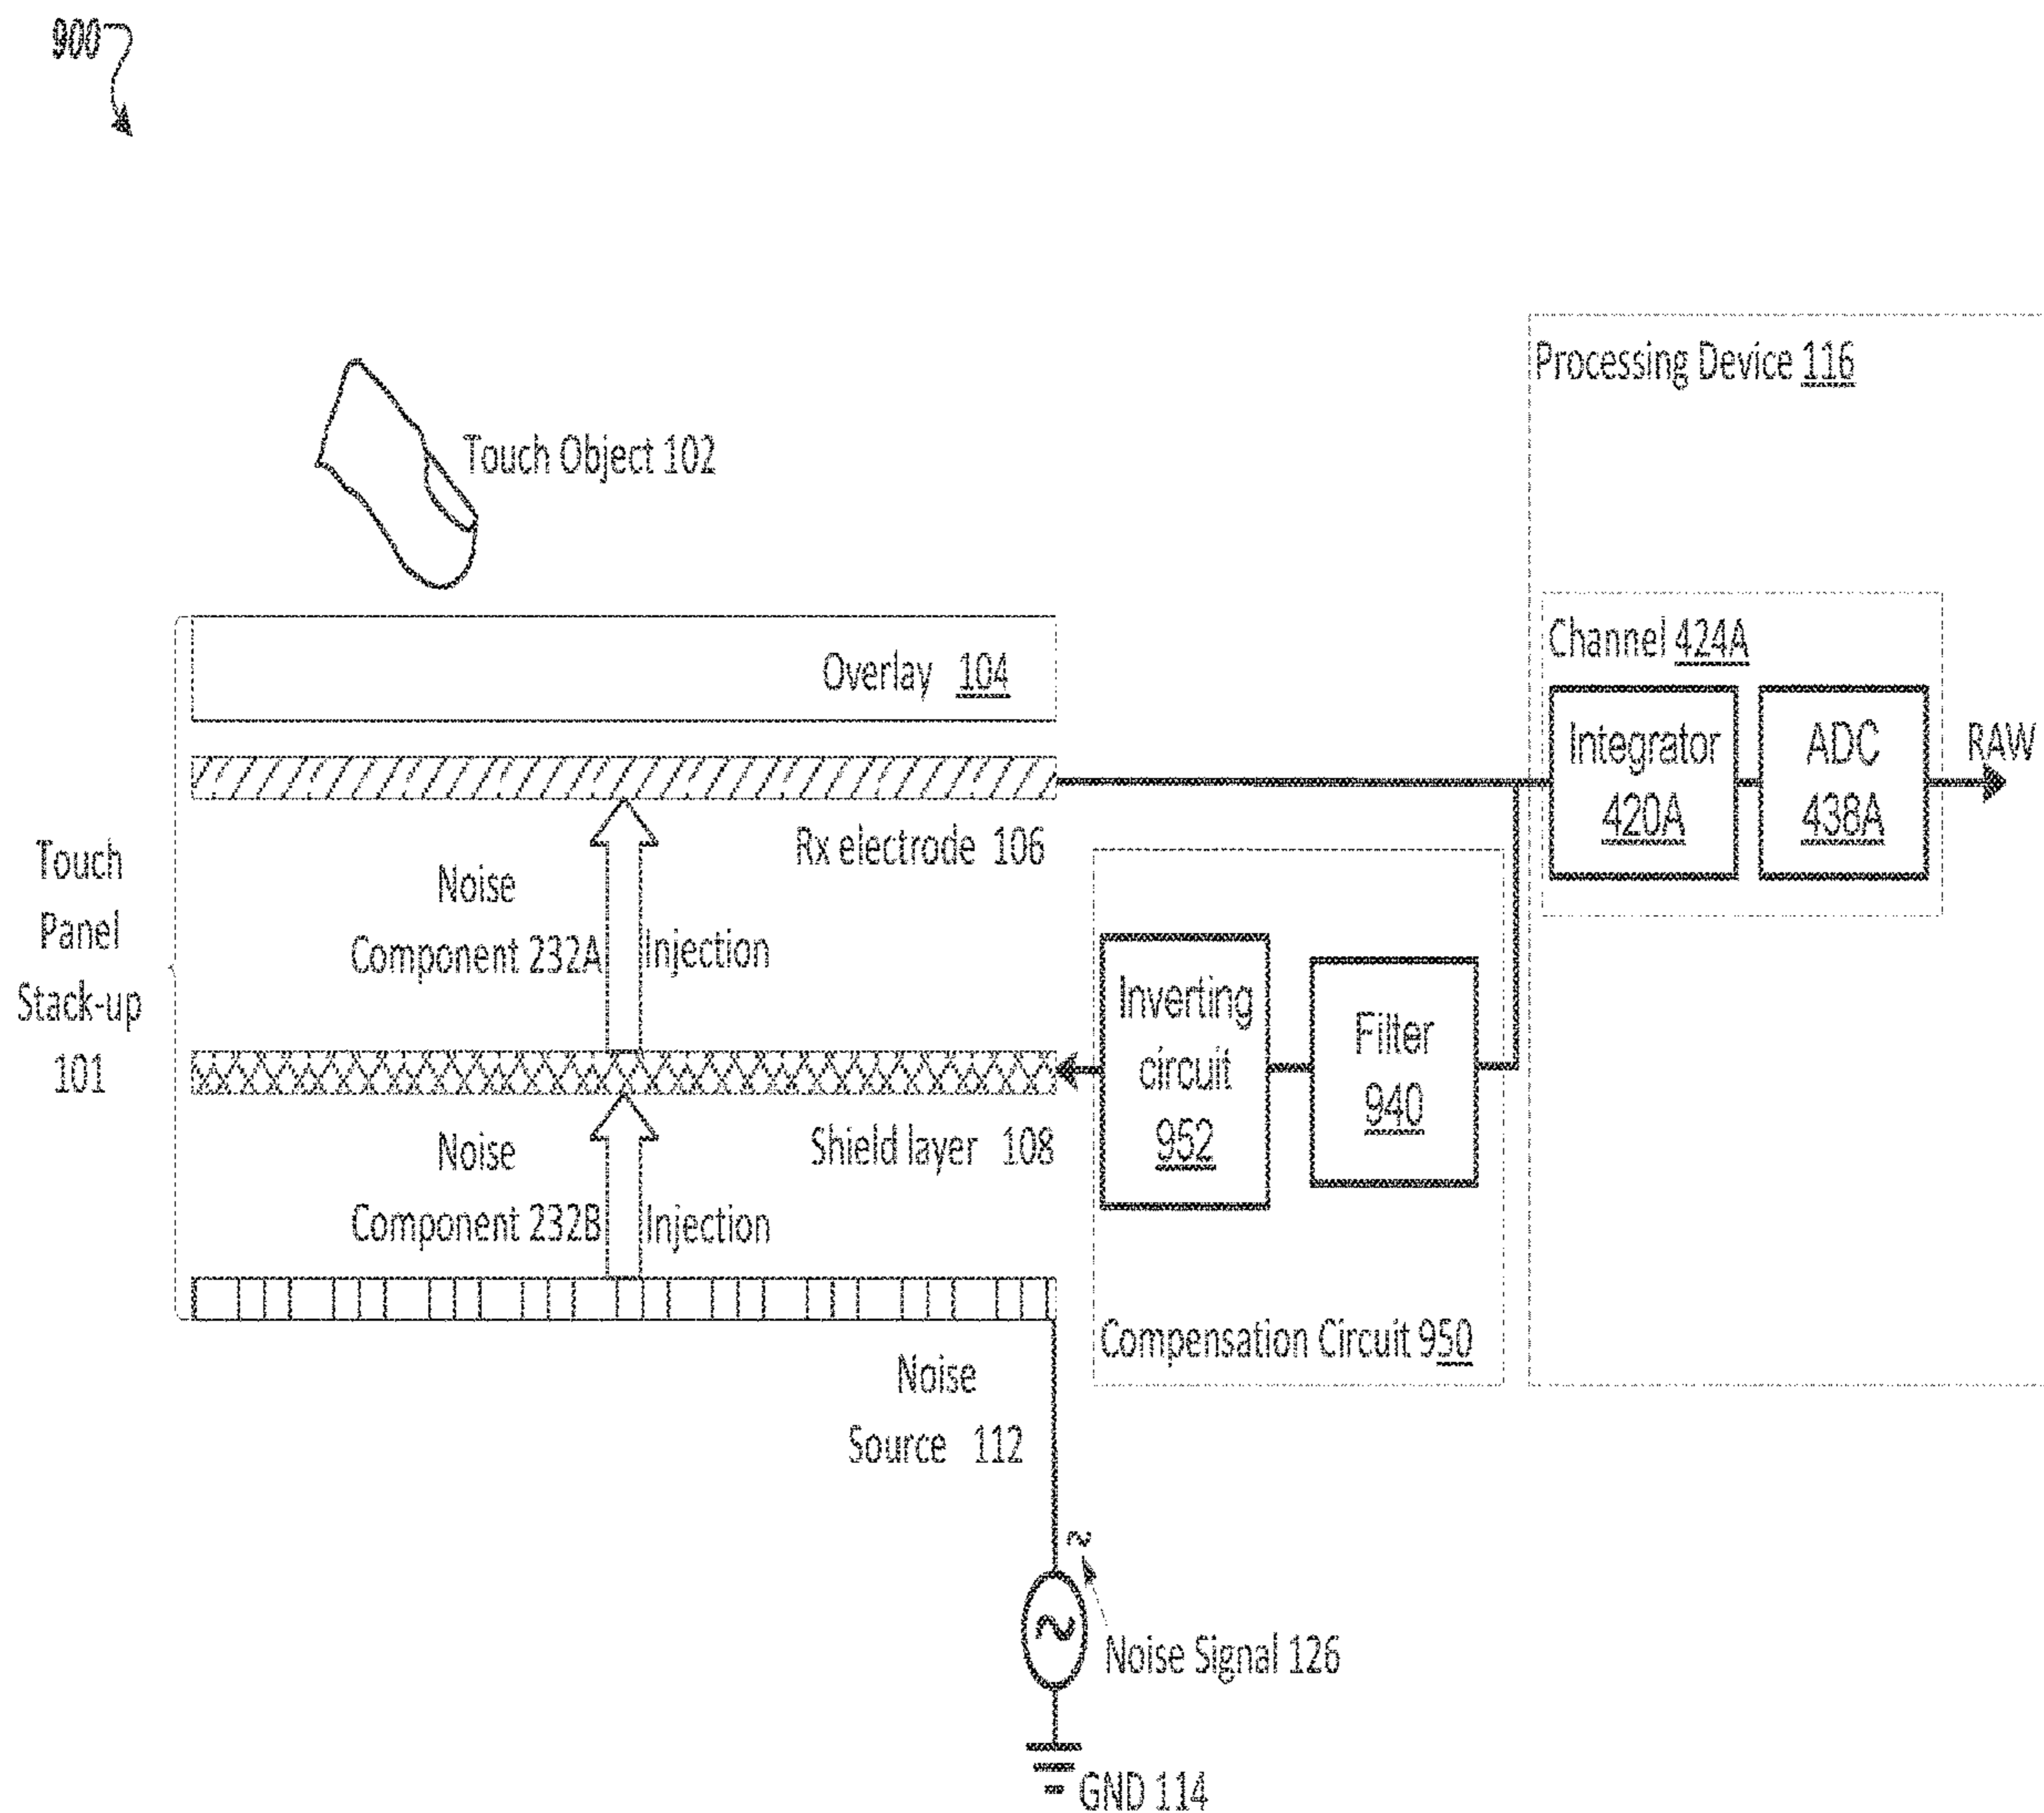 900
Processing Device 116
Touch Object 102
Channel 424A
Overlay 104
Integrator
420A
ADC
438A
RAW
Rx electrode 106
Touch
Panel
Stack-up
101
Noise
Component 232A
Injection
Inverting
circuit
952
Filter
940
Shield layer 108
Noise
Component 232B
Injection
Compensation Circuit 950
Noise
Source 112
Noise Signal 126
GND 114